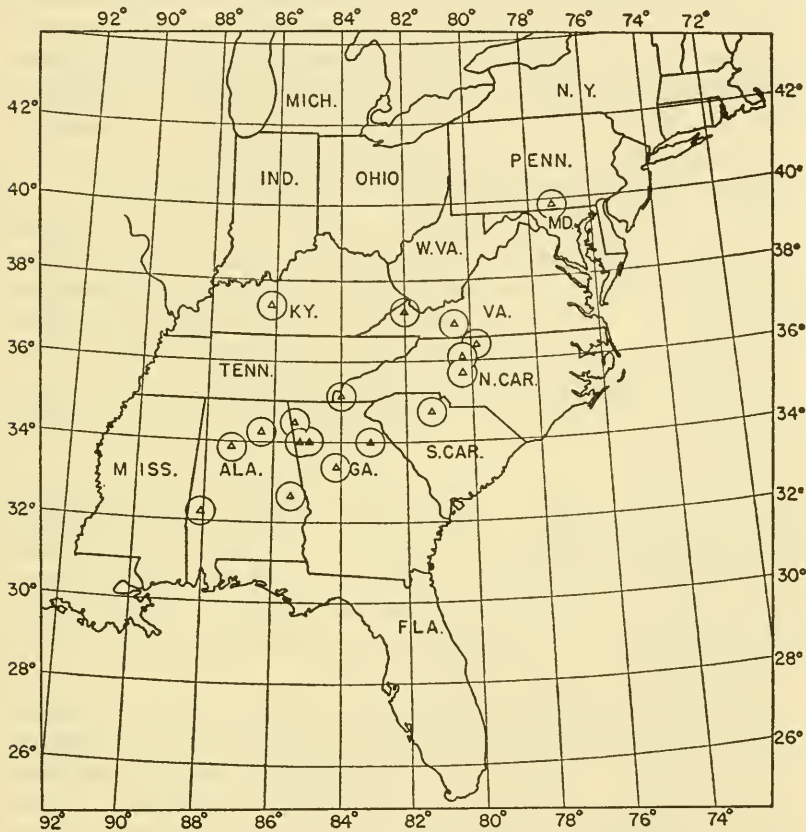 92° 90° 88° 86° 84° 82° 80° 78° 76° 74° 72°
MICH.
N. Y.
42° 42°
PENN.
IND. OHIO
40° 40°
MD.
W.VA.
38° 38°
KY. VA.
36° 36°
TENN. N.CAR.
34° 34°
MISS. ALA. GA. S.CAR.
32° 32°
30° 30°
FLA.
28° 28°
26° 26°
92° 90° 88° 86° 84° 82° 80° 78° 76° 74°